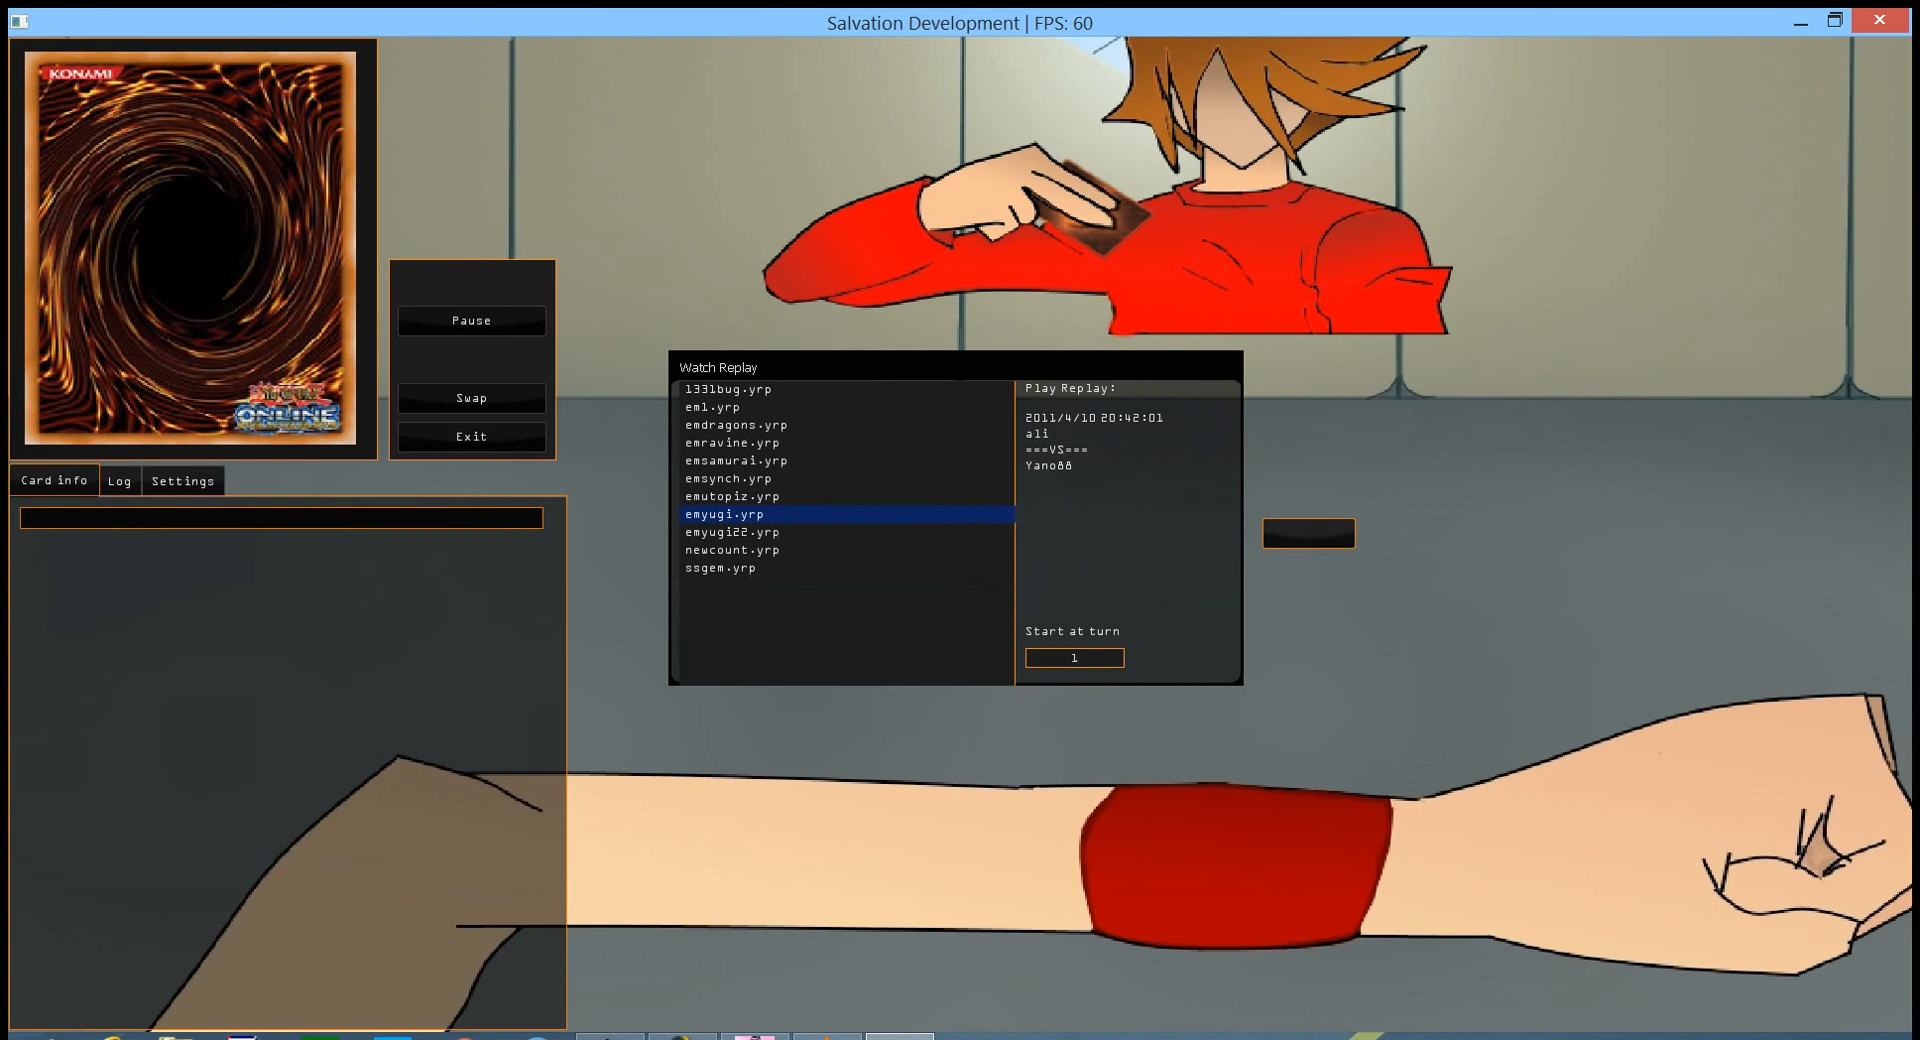 Salvation Development | FPS: 60
KONAMI
ONLINE
Pause
Swap
Exit
Card info
Log
Settings
Watch Replay
1331bug.yrp
em1.yrp
emdragons.yrp
emravine.yrp
emsamurai.yrp
emsynch.yrp
emutopiz.yrp
emyugi.yrp
emyugi22.yrp
newcount.yrp
ssgem.yrp
Play Replay:
2011/4/10 20:42:01
ali
===VS===
Yano88
Start at turn
1